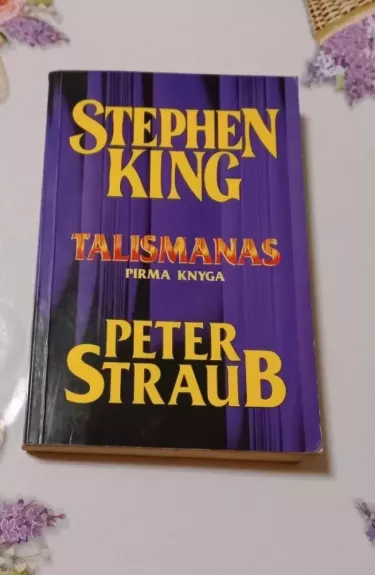 STEPHEN
KING
TALISMANAS
PIRMA KNYGA
PETER
STRAUB